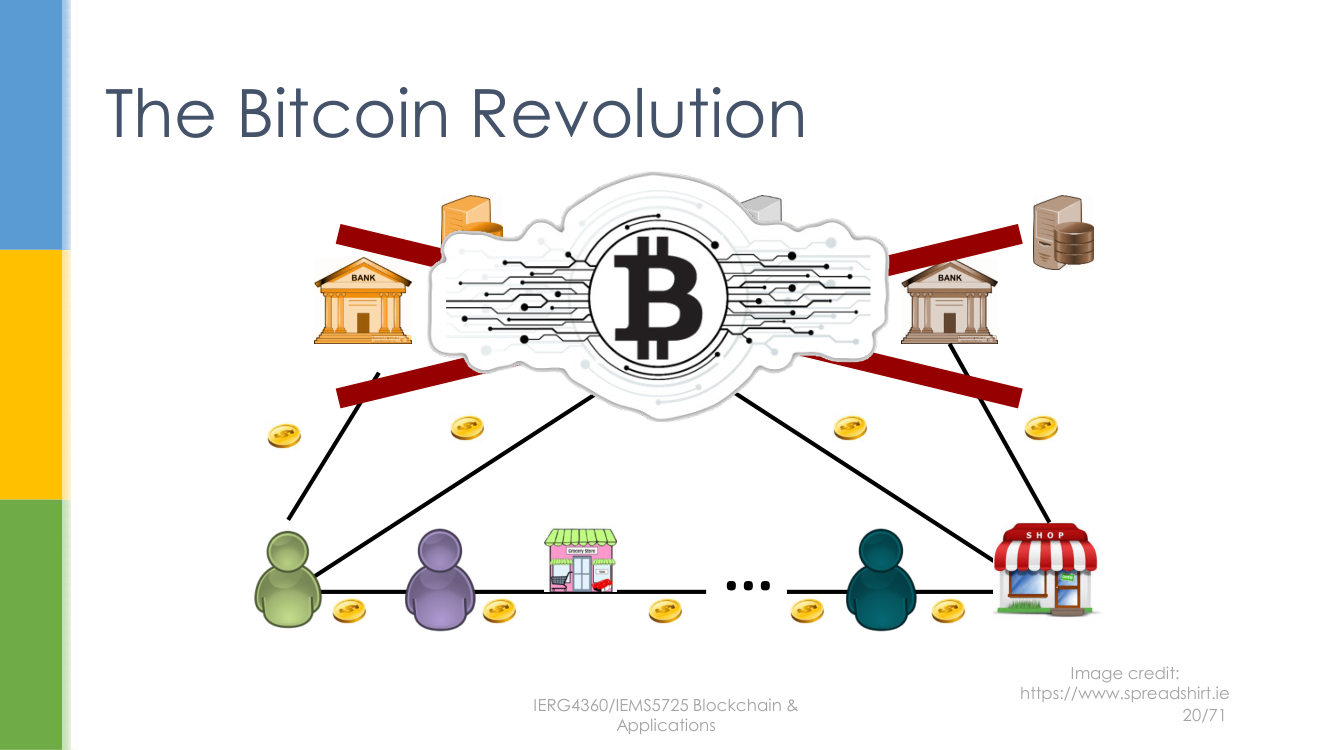 The Bitcoin Revolution
BANK
BANK
Grocery Store
SHOP
...
Image credit:
https://www.spreadshirt.ie
IERG4360/IEMS5725 Blockchain &
Applications
20/71